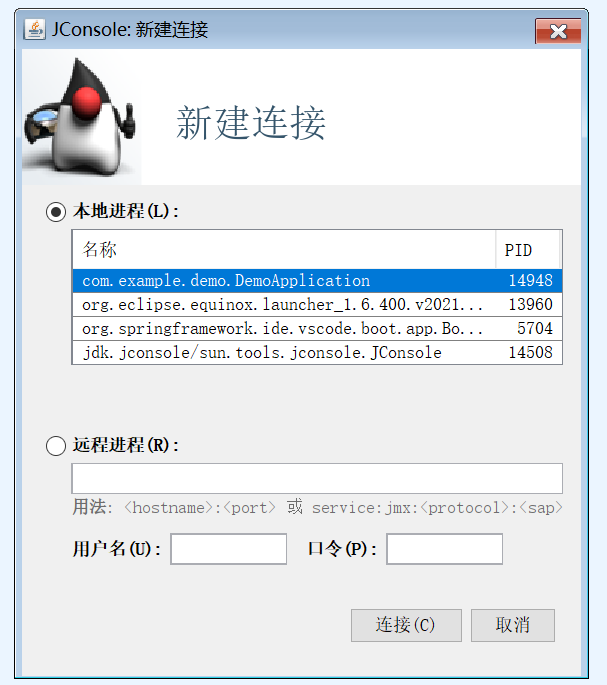 JConsole: 新建连接
新建连接
本地进程(L):
名称 PID
com.example.demo.DemoApplication 14948
org.eclipse.equinox.launcher_1.6.400.v2021... 13960
org.springframework.ide.vscode.boot.app.Bo... 5704
jdk.jconsole/sun.tools.jconsole.JConsole 14508
远程进程(R):
用法: <hostname>:<port> 或 service:jmx:<protocol>:<sap>
用户名(U): 口令(P):
连接(C) 取消